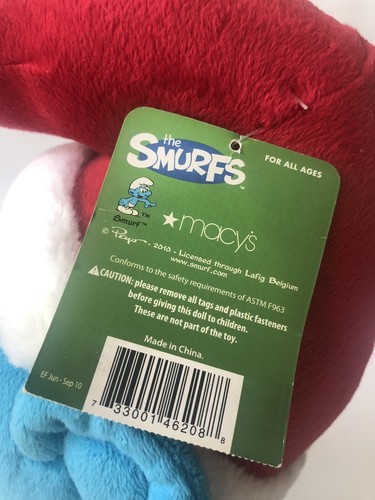 the
SMURFS™
FOR ALL AGES
Smurf™
★macy's
© Peyo - 2010 - Licensed through Lafig Belgium
www.smurf.com
Conforms to the safety requirements of ASTM F963
CAUTION: please remove all tags and plastic fasteners
before giving this doll to children.
These are not part of the toy.
Made in China.
EF Jun - Sep 10
7 33001 46208 8